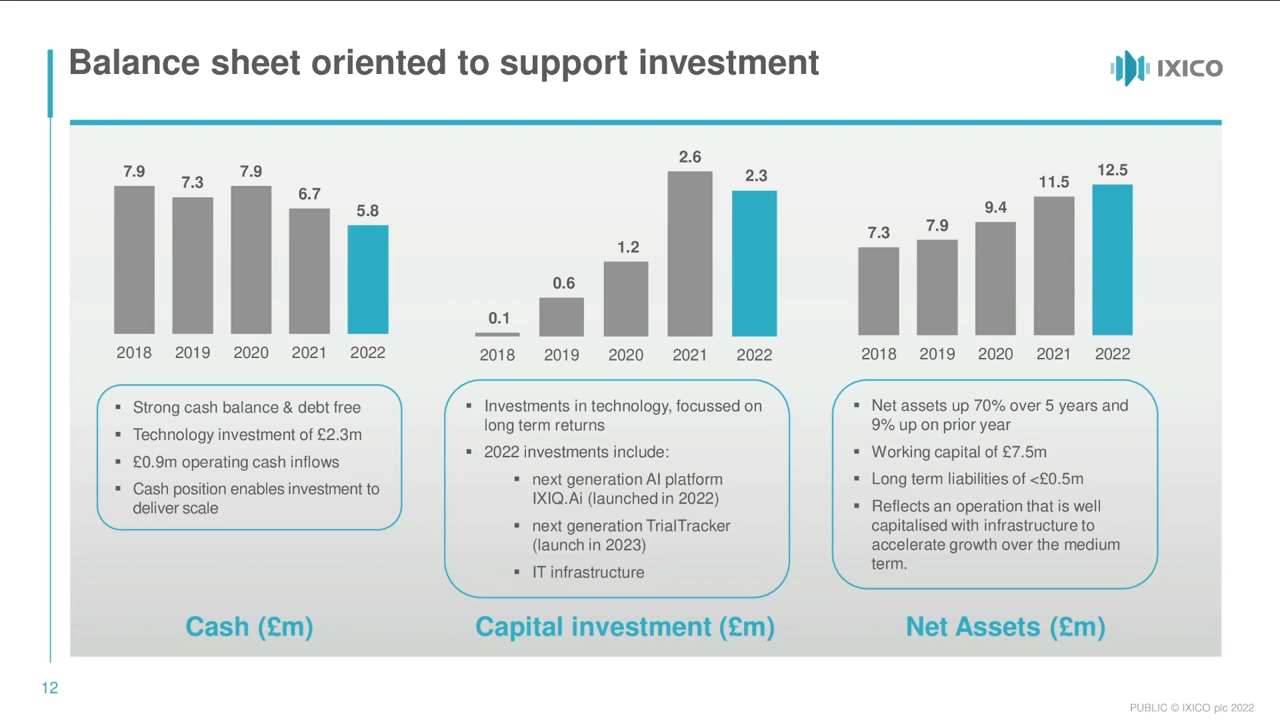 Balance sheet oriented to support investment
IXICO
7.9
7.3
7.9
6.7
5.8
2018 2019 2020 2021 2022
▪ Strong cash balance & debt free
▪ Technology investment of £2.3m
▪ £0.9m operating cash inflows
▪ Cash position enables investment to
deliver scale
Cash (£m)
0.1
0.6
1.2
2.6
2.3
2018 2019 2020 2021 2022
▪ Investments in technology, focussed on
long term returns
▪ 2022 investments include:
▪ next generation AI platform
IXIQ.Ai (launched in 2022)
▪ next generation TrialTracker
(launch in 2023)
▪ IT infrastructure
Capital investment (£m)
7.3
7.9
9.4
11.5
12.5
2018 2019 2020 2021 2022
▪ Net assets up 70% over 5 years and
9% up on prior year
▪ Working capital of £7.5m
▪ Long term liabilities of <£0.5m
▪ Reflects an operation that is well
capitalised with infrastructure to
accelerate growth over the medium
term.
Net Assets (£m)
12
PUBLIC © IXICO plc 2022